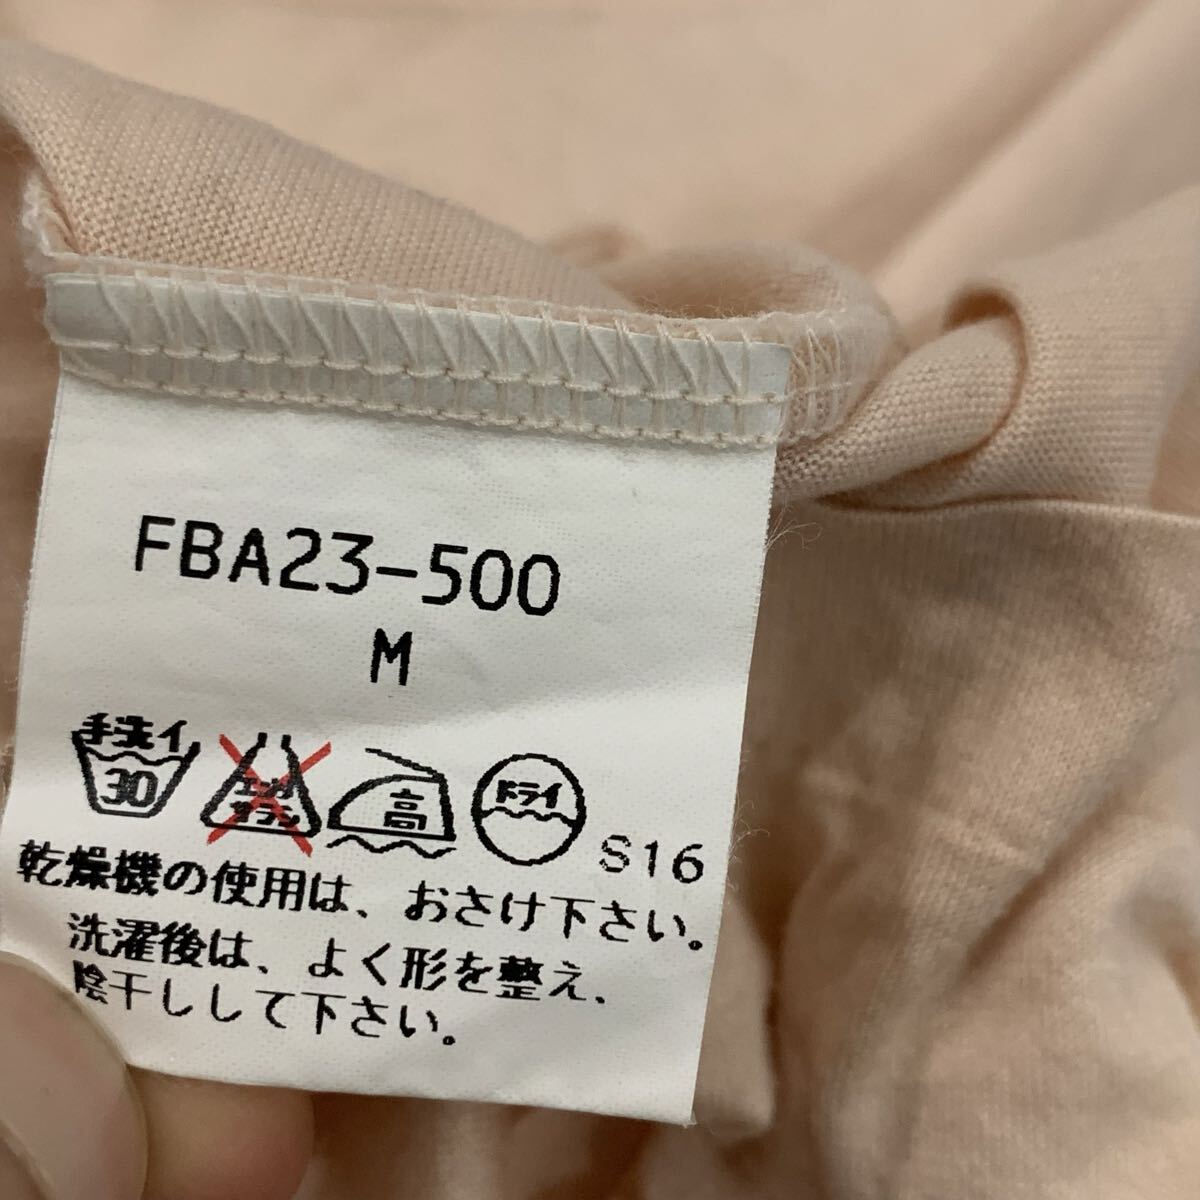 FBA23-500
M
手洗イ
30
エンソ
サラシ
高
ドライ
S16
乾燥機の使用は、おさけ下さい。
洗濯後は、よく形を整え、
陰干しして下さい。